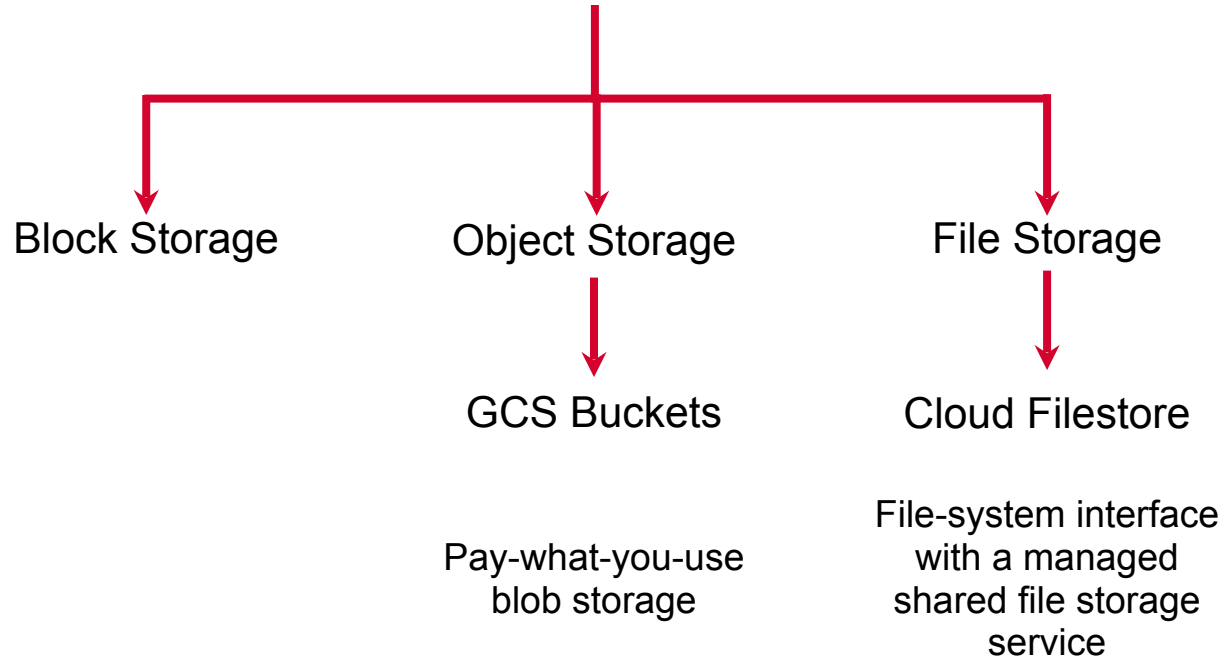 Block Storage
Object Storage
File Storage
GCS Buckets
Cloud Filestore
Pay-what-you-use
blob storage
File-system interface
with a managed
shared file storage
service